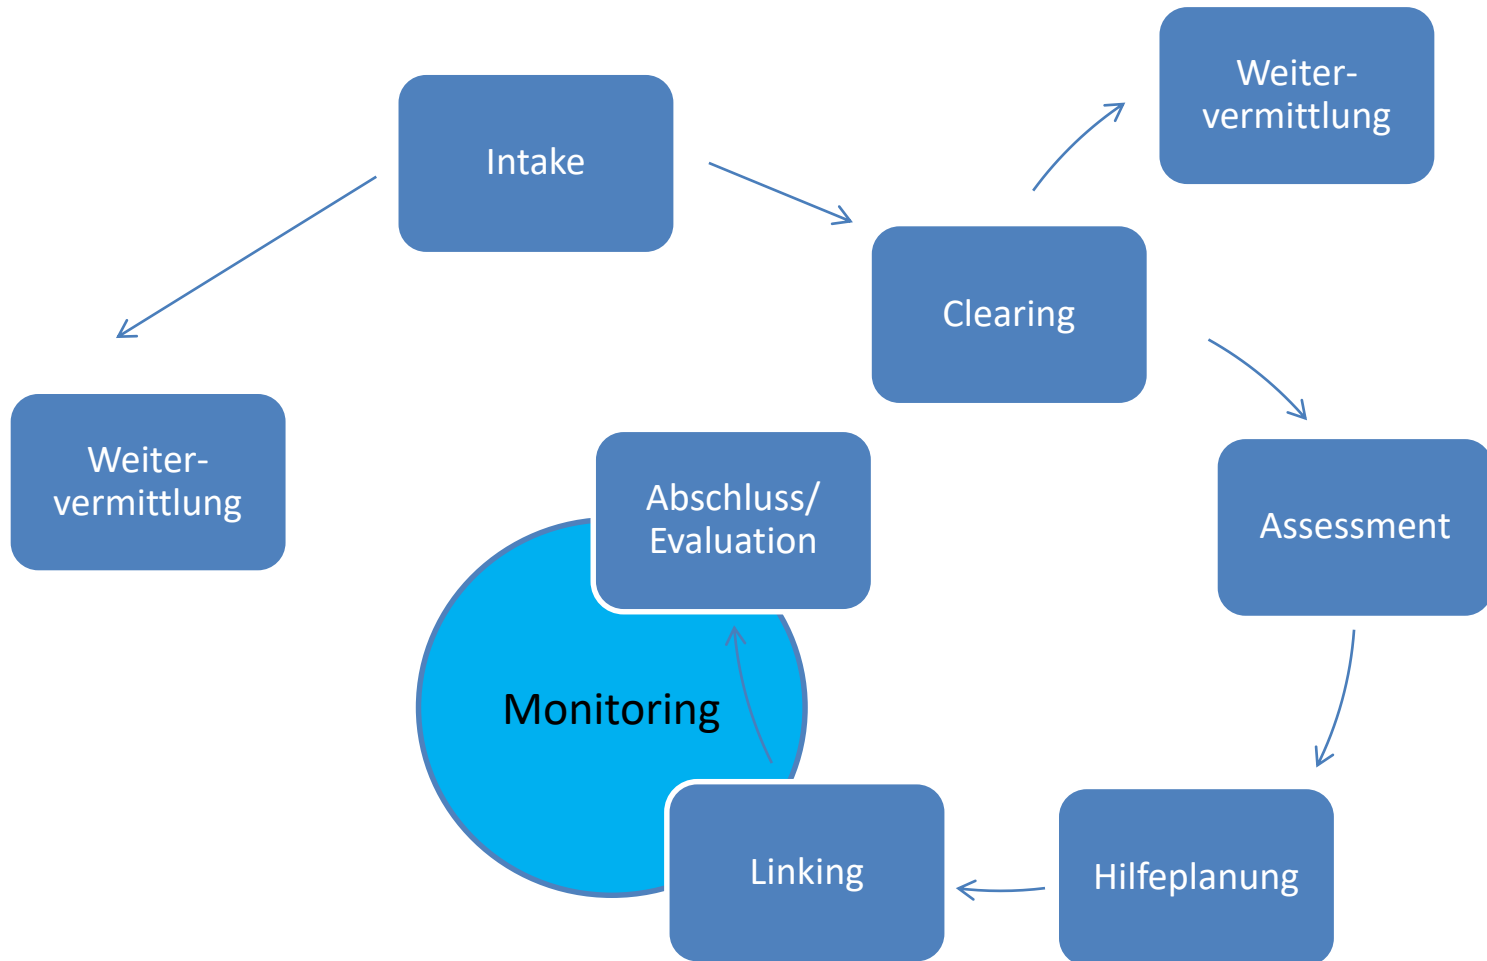 Weiter-
vermittlung
Intake
Clearing
Weiter-
vermittlung
Abschluss/
Evaluation
Assessment
Monitoring
Linking
Hilfeplanung